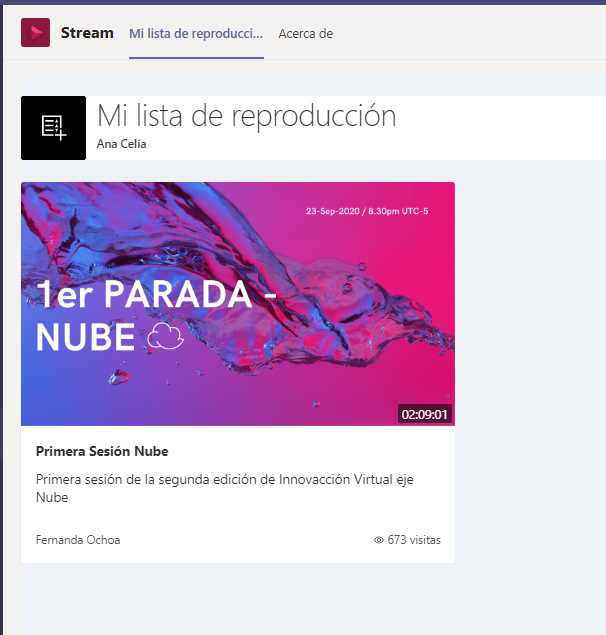 Stream Mi lista de reproducci... Acerca de
Mi lista de reproducción
Ana Celia
23-Sep-2020 / 8.30pm UTC-5
1er PARADA -
NUBE
02:09:01
Primera Sesión Nube
Primera sesión de la segunda edición de Innovacción Virtual eje
Nube
Fernanda Ochoa 673 visitas